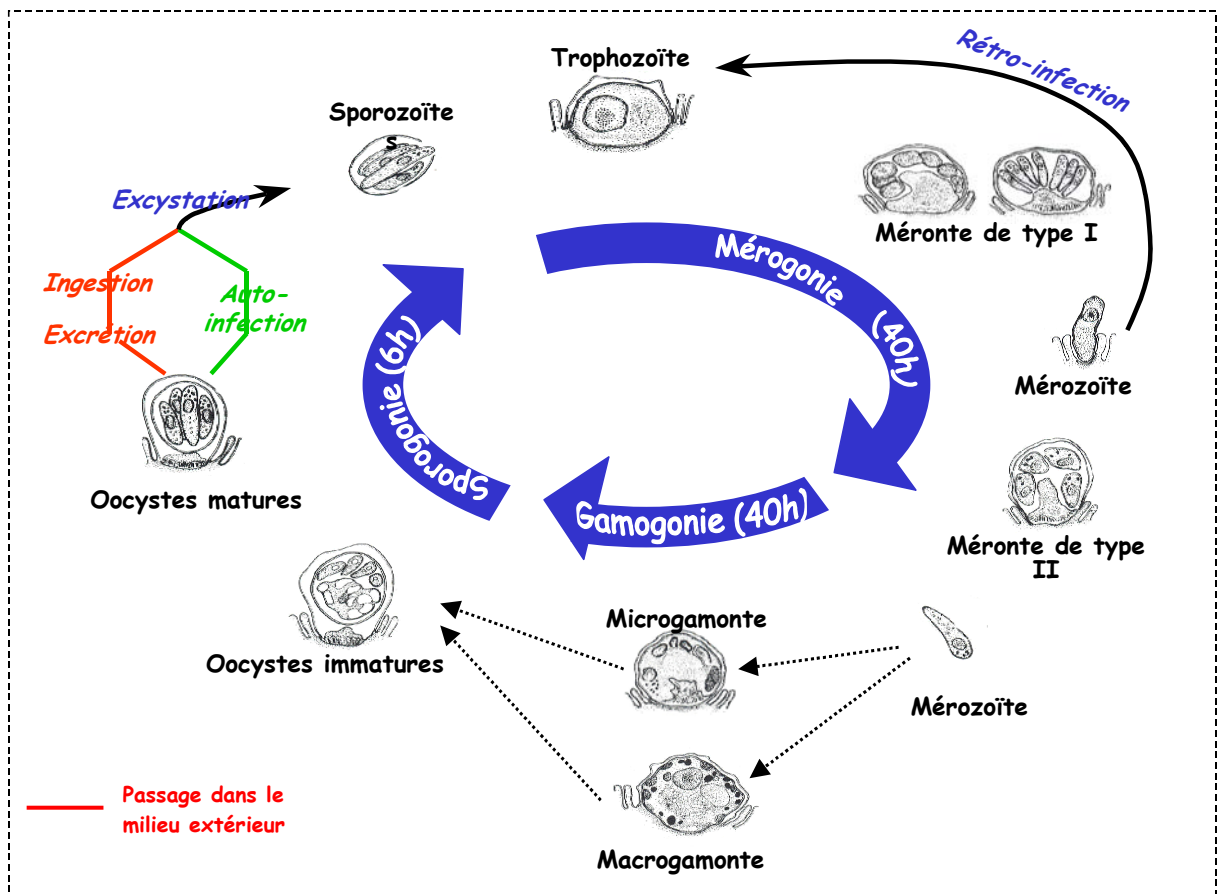 Trophozoïte
Rétro-infection
Sporozoïte
S
Excystation
Méronte de type I
Mérogonie (40h)
Ingestion
Auto-
infection
Excrétion
Mérozoïte
Sporogonie (6h)
Oocystes matures
Gamogonie (40h)
Méronte de type
II
Microgamonte
Oocystes immatures
Mérozoïte
Passage dans le
milieu extérieur
Macrogamonte